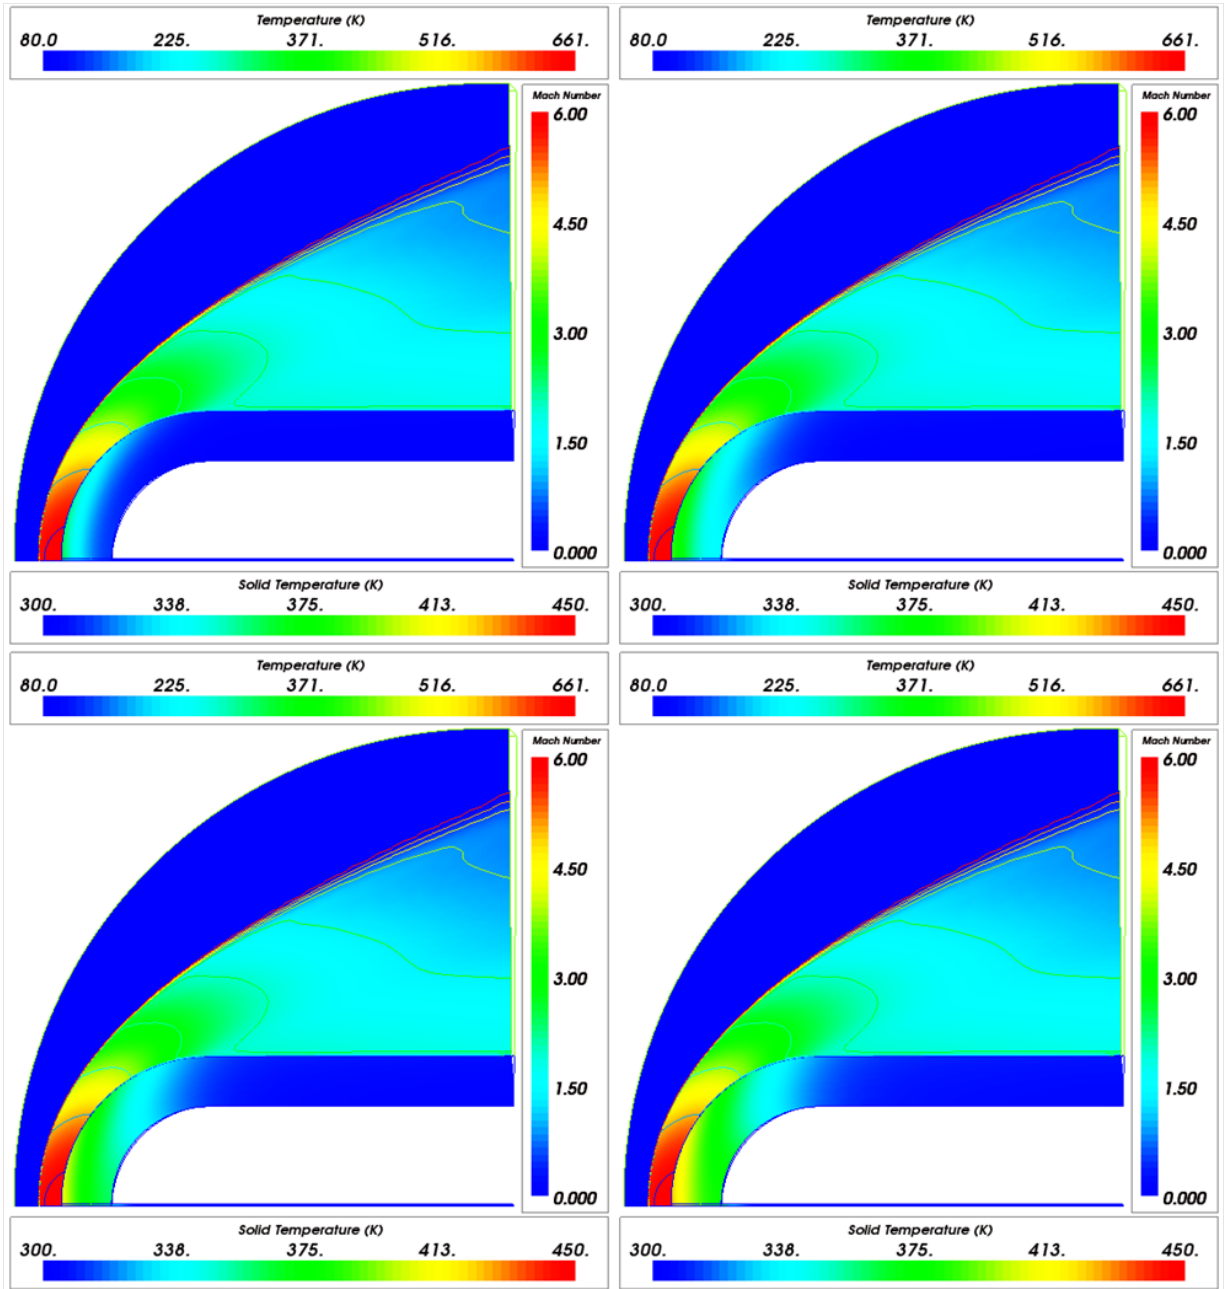 Temperature (K)
80.0 225. 371. 516. 661.
Temperature (K)
80.0 225. 371. 516. 661.
Mach Number
6.00
4.50
3.00
1.50
0.000
Mach Number
6.00
4.50
3.00
1.50
0.000
Solid Temperature (K)
300. 338. 375. 413. 450.
Solid Temperature (K)
300. 338. 375. 413. 450.
Temperature (K)
80.0 225. 371. 516. 661.
Temperature (K)
80.0 225. 371. 516. 661.
Mach Number
6.00
4.50
3.00
1.50
0.000
Mach Number
6.00
4.50
3.00
1.50
0.000
Solid Temperature (K)
300. 338. 375. 413. 450.
Solid Temperature (K)
300. 338. 375. 413. 450.